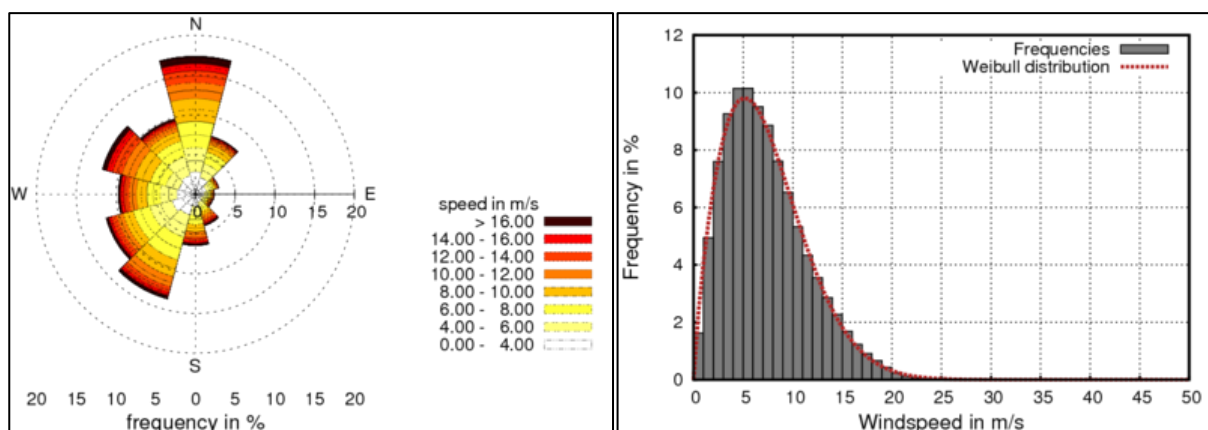 N
W
E
S
0 5 10 15 20
speed in m/s
> 16.00
14.00 - 16.00
12.00 - 14.00
10.00 - 12.00
8.00 - 10.00
6.00 - 8.00
4.00 - 6.00
0.00 - 4.00
20 15 10 5 0 5 10 15 20
frequency in %
12
10
8
6
4
2
0
Frequency in %
Frequencies
Weibull distribution
0 5 10 15 20 25 30 35 40 45 50
Windspeed in m/s